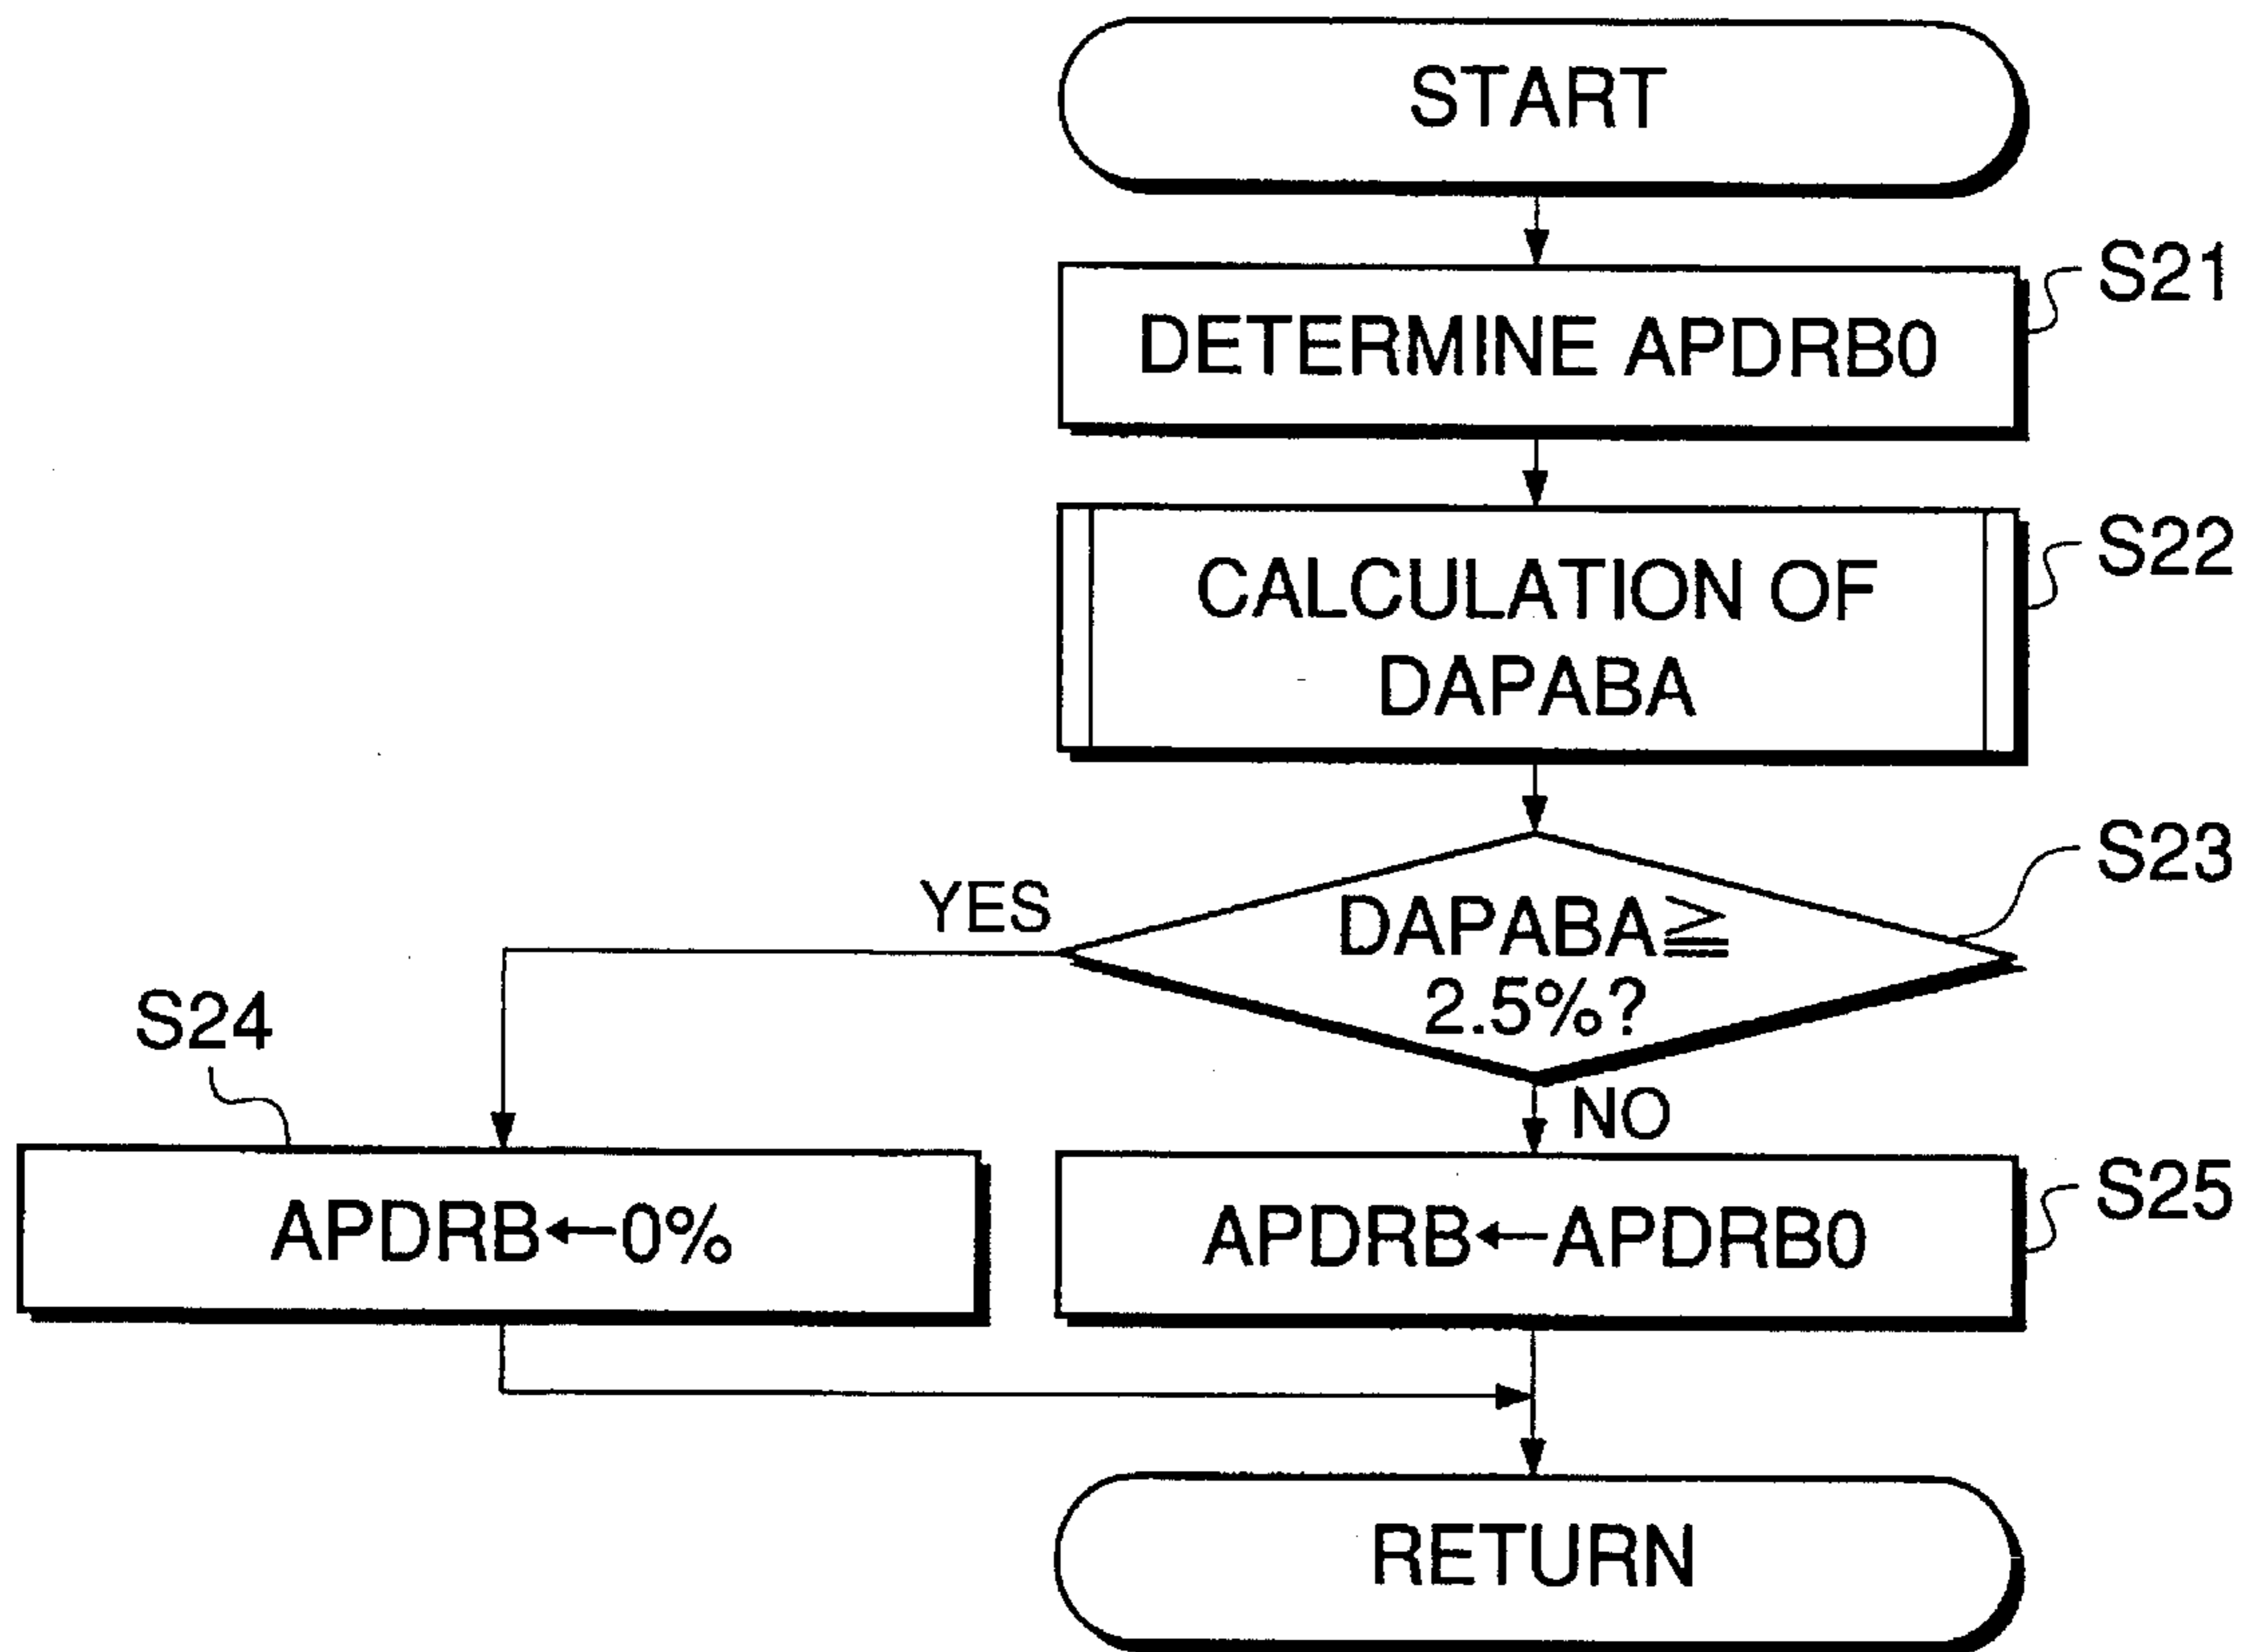 START
S21
DETERMINE APDRB0
S22
CALCULATION OF
DAPABA
S23
YES
DAPABA≧
2.5%?
S24
NO
S25
APDRB←0%
APDRB←APDRB0
RETURN